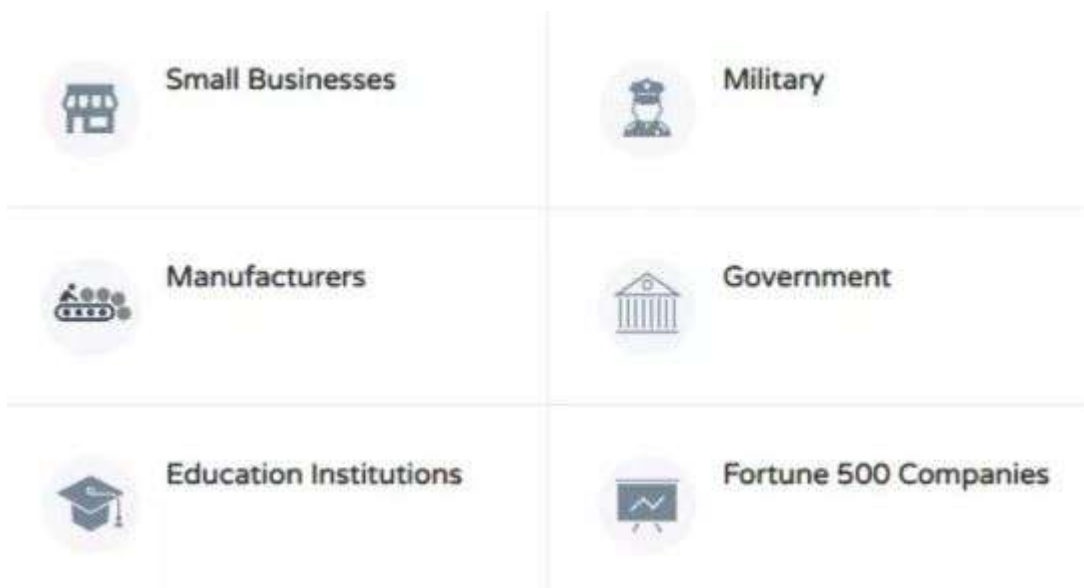 Small Businesses
Military
Manufacturers
Government
Education Institutions
Fortune 500 Companies